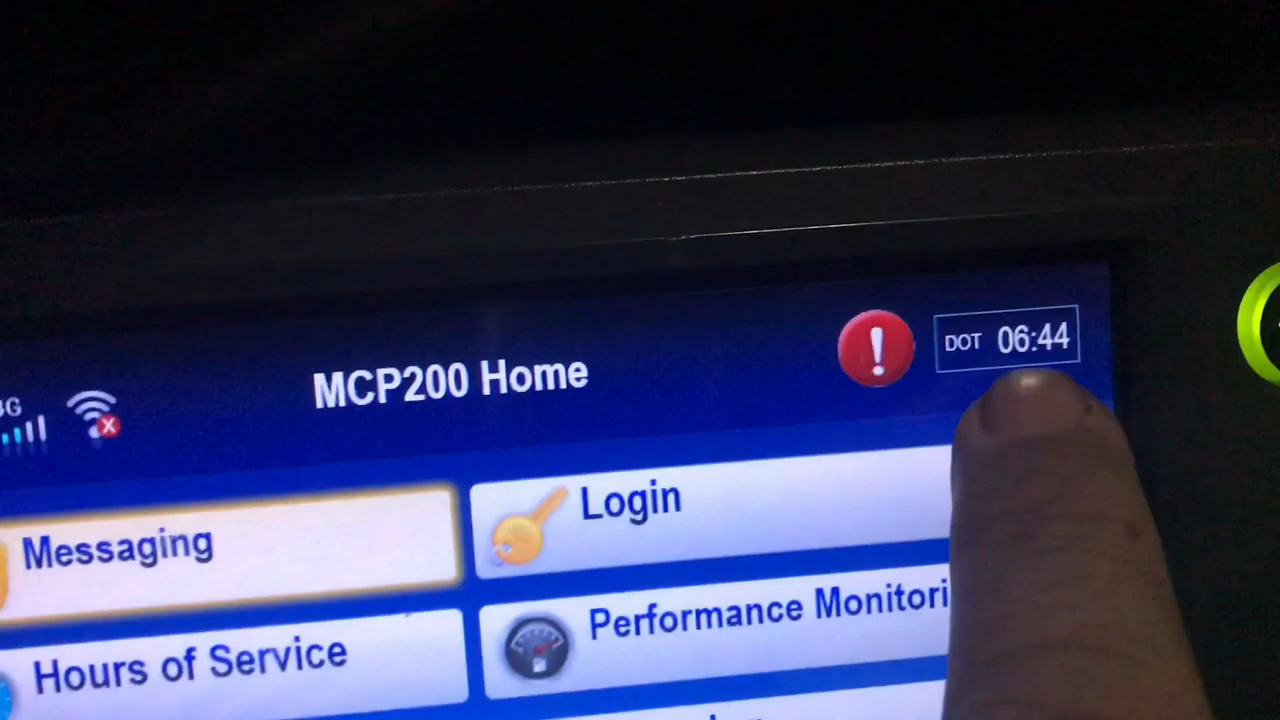 3G
MCP200 Home
DOT 06:44
Messaging
Login
Hours of Service
Performance Monitori